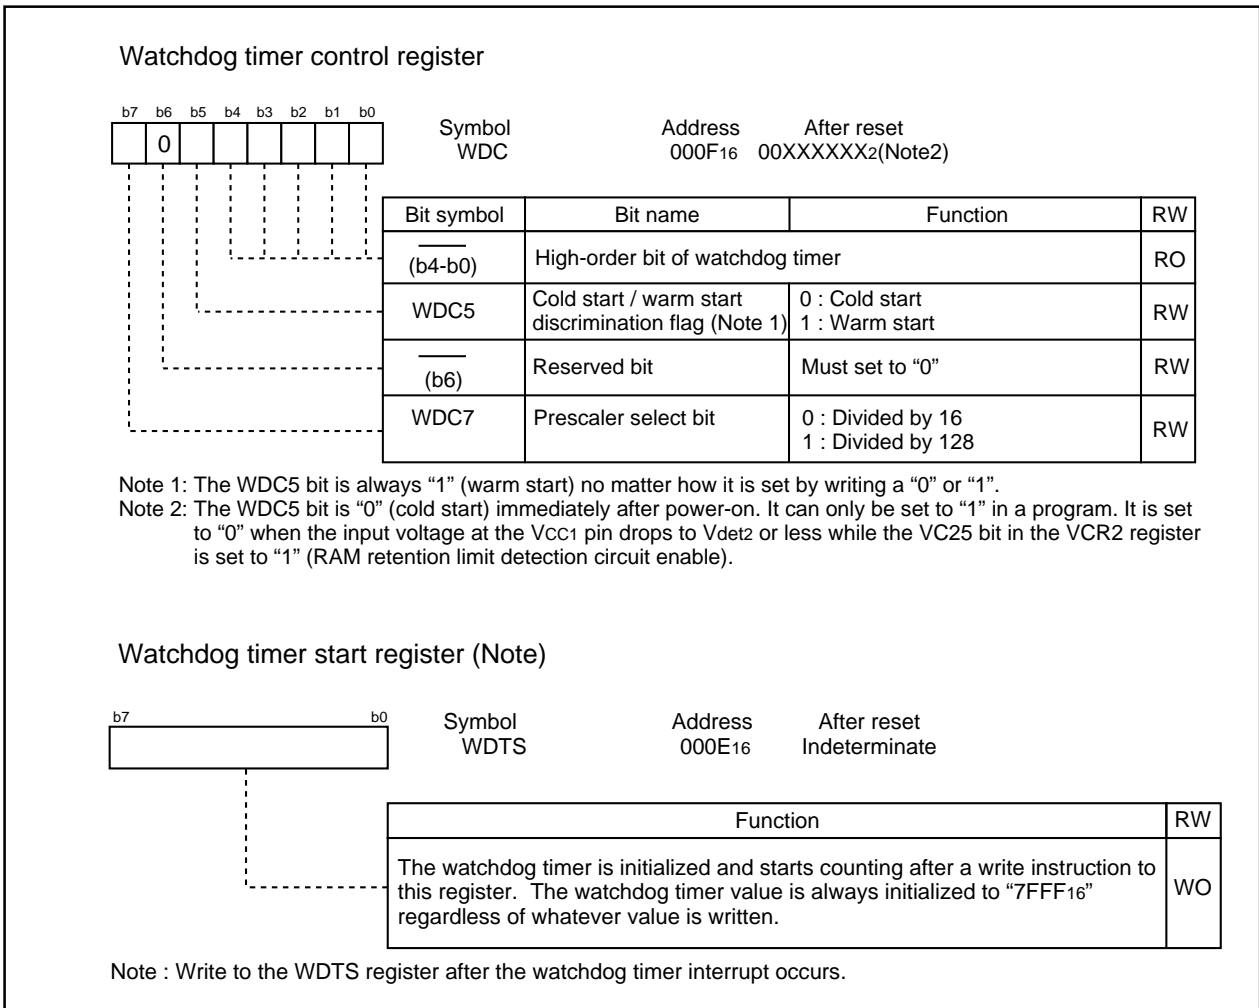 Watchdog timer control register
b7 b6 b5 b4 b3 b2 b1 b0
0
Symbol Address After reset
WDC 000F16 00XXXXXX2(Note2)
Bit symbol Bit name Function RW
(b4-b0) High-order bit of watchdog timer RO
WDC5 Cold start / warm start discrimination flag (Note 1) 0 : Cold start 1 : Warm start RW
(b6) Reserved bit Must set to “0” RW
WDC7 Prescaler select bit 0 : Divided by 16 1 : Divided by 128 RW
Note 1: The WDC5 bit is always “1” (warm start) no matter how it is set by writing a “0” or “1”.
Note 2: The WDC5 bit is “0” (cold start) immediately after power-on. It can only be set to “1” in a program. It is set
to “0” when the input voltage at the VCC1 pin drops to Vdet2 or less while the VC25 bit in the VCR2 register
is set to “1” (RAM retention limit detection circuit enable).
Watchdog timer start register (Note)
b7 b0
Symbol Address After reset
WDTS 000E16 Indeterminate
Function RW
The watchdog timer is initialized and starts counting after a write instruction to
this register. The watchdog timer value is always initialized to “7FFF16”
regardless of whatever value is written.
WO
Note : Write to the WDTS register after the watchdog timer interrupt occurs.